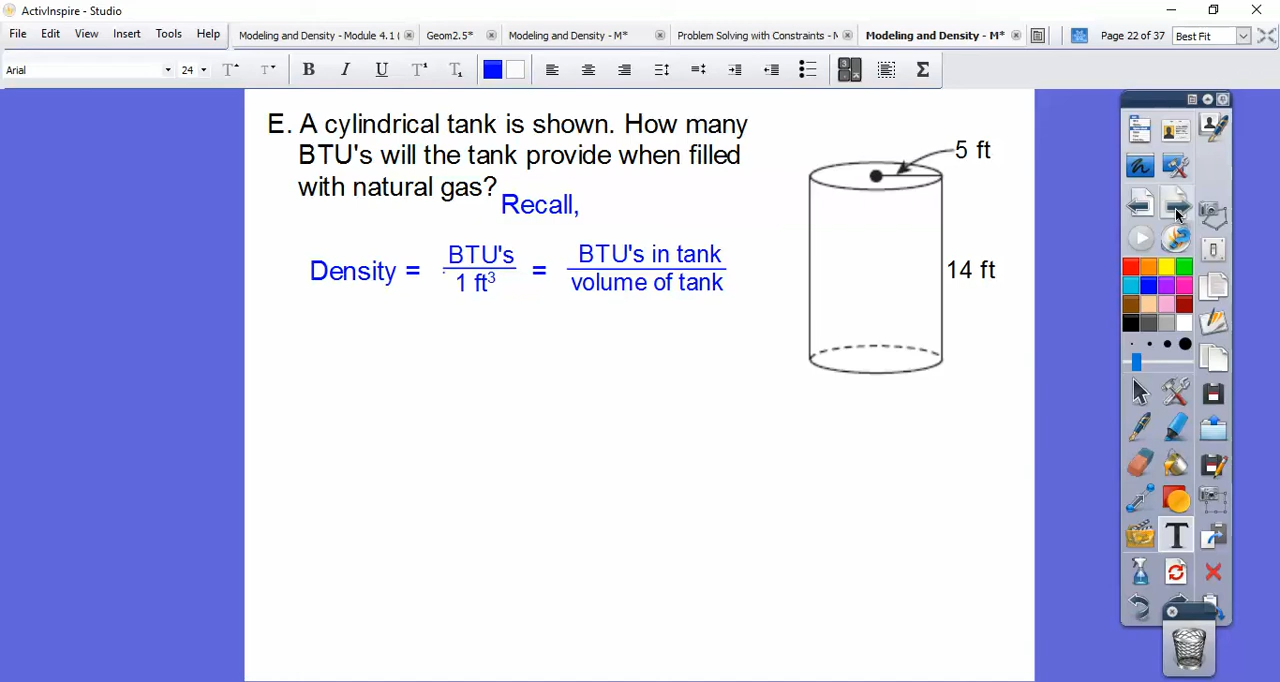 ActivInspire - Studio
File Edit View Insert Tools Help
Modeling and Density - Module 4.1 (
Geom2.5*
Modeling and Density - M*
Problem Solving with Constraints - M
Modeling and Density - M*
Page 22 of 37
Best Fit
Arial
24
E. A cylindrical tank is shown. How many
BTU's will the tank provide when filled
with natural gas?
Recall,
Density = BTU's / 1 ft³ = BTU's in tank / volume of tank
5 ft
14 ft